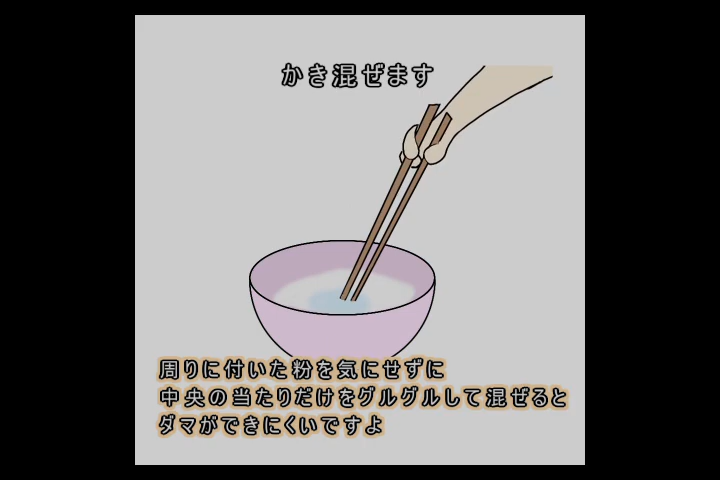 かき混ぜます
周りに付いた粉を気にせずに
中央の当たりだけをグルグルして混ぜると
ダマができにくいですよ